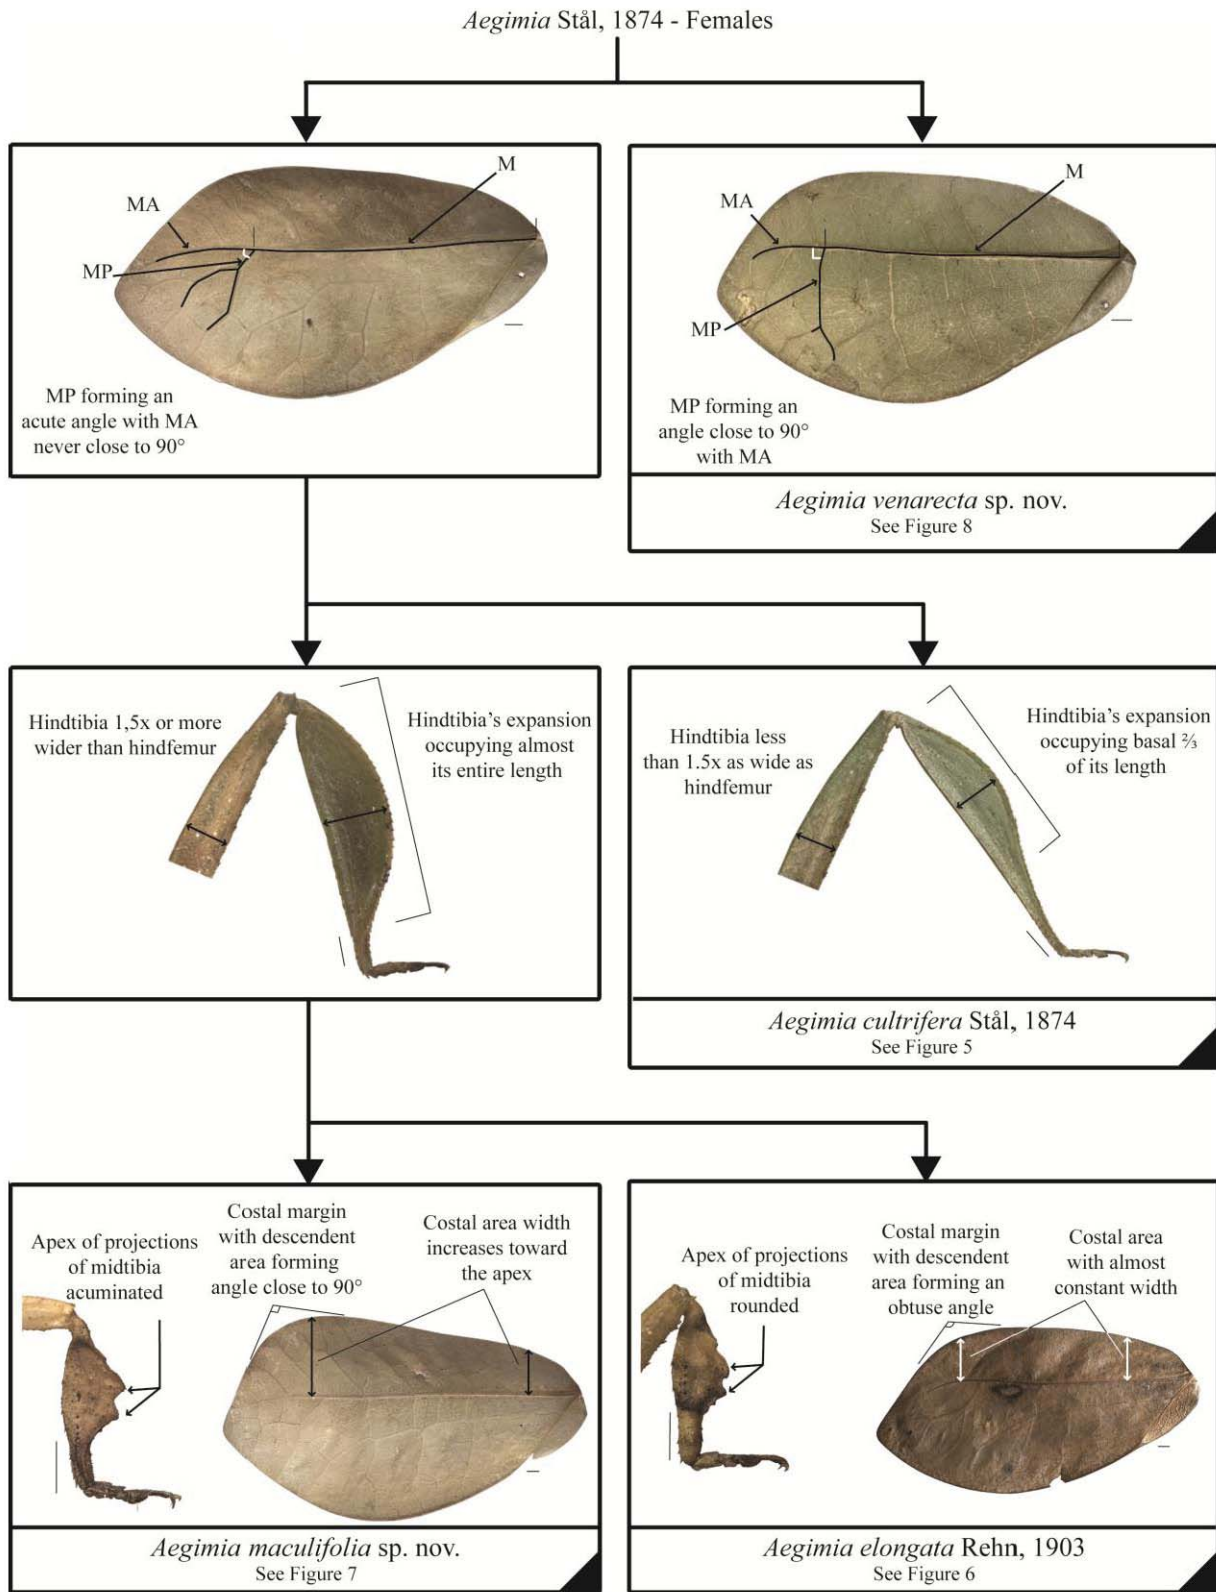 Aegimia Stål, 1874 - Females
MA
M
MP
MP forming an
acute angle with MA
never close to 90°
MA
M
MP
MP forming an
angle close to 90°
with MA
Aegimia venarecta sp. nov.
See Figure 8
Hindtibia 1,5x or more
wider than hindfemur
Hindtibia’s expansion
occupying almost
its entire length
Hindtibia less
than 1.5x as wide as
hindfemur
Hindtibia’s expansion
occupying basal ⅔
of its length
Aegimia cultrifera Stål, 1874
See Figure 5
Apex of projections
of midtibia
acuminated
Costal margin
with descendent
area forming
angle close to 90°
Costal area width
increases toward
the apex
Aegimia maculifolia sp. nov.
See Figure 7
Apex of projections
of midtibia
rounded
Costal margin
with descendent
area forming an
obtuse angle
Costal area
with almost
constant width
Aegimia elongata Rehn, 1903
See Figure 6